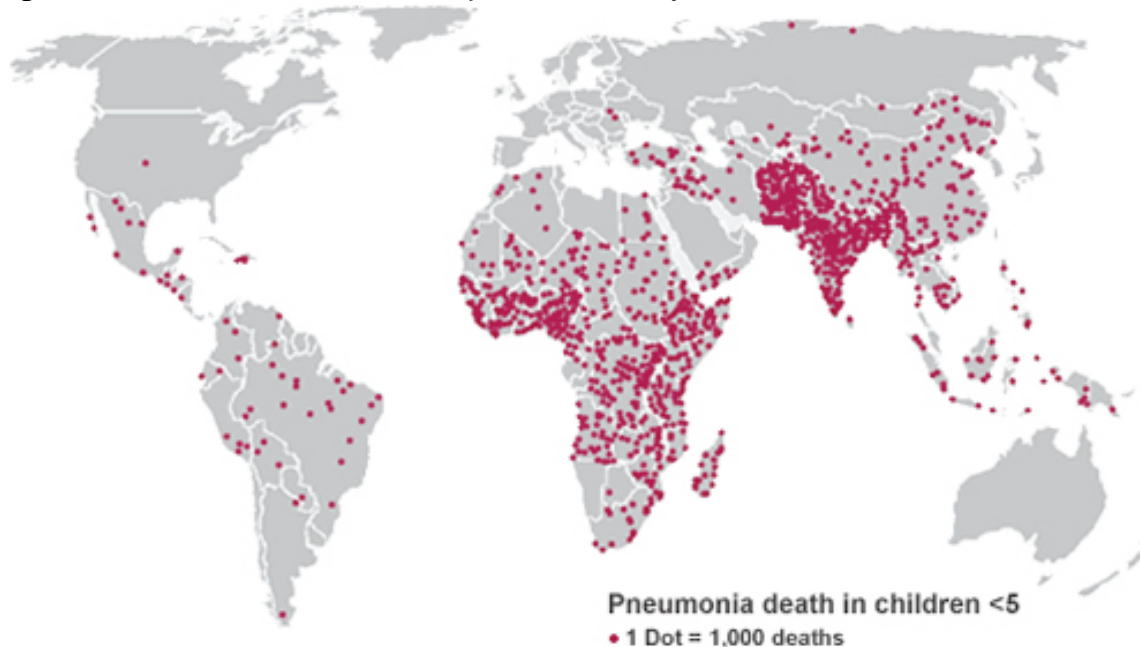 Pneumonia death in children <5
1 Dot = 1,000 deaths